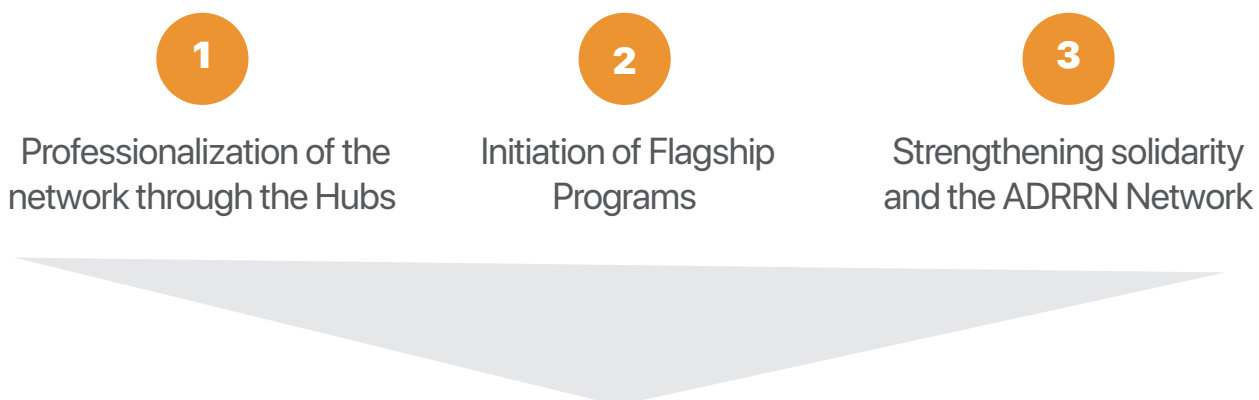 1
Professionalization of the
network through the Hubs
2
Initiation of Flagship
Programs
3
Strengthening solidarity
and the ADRRN Network